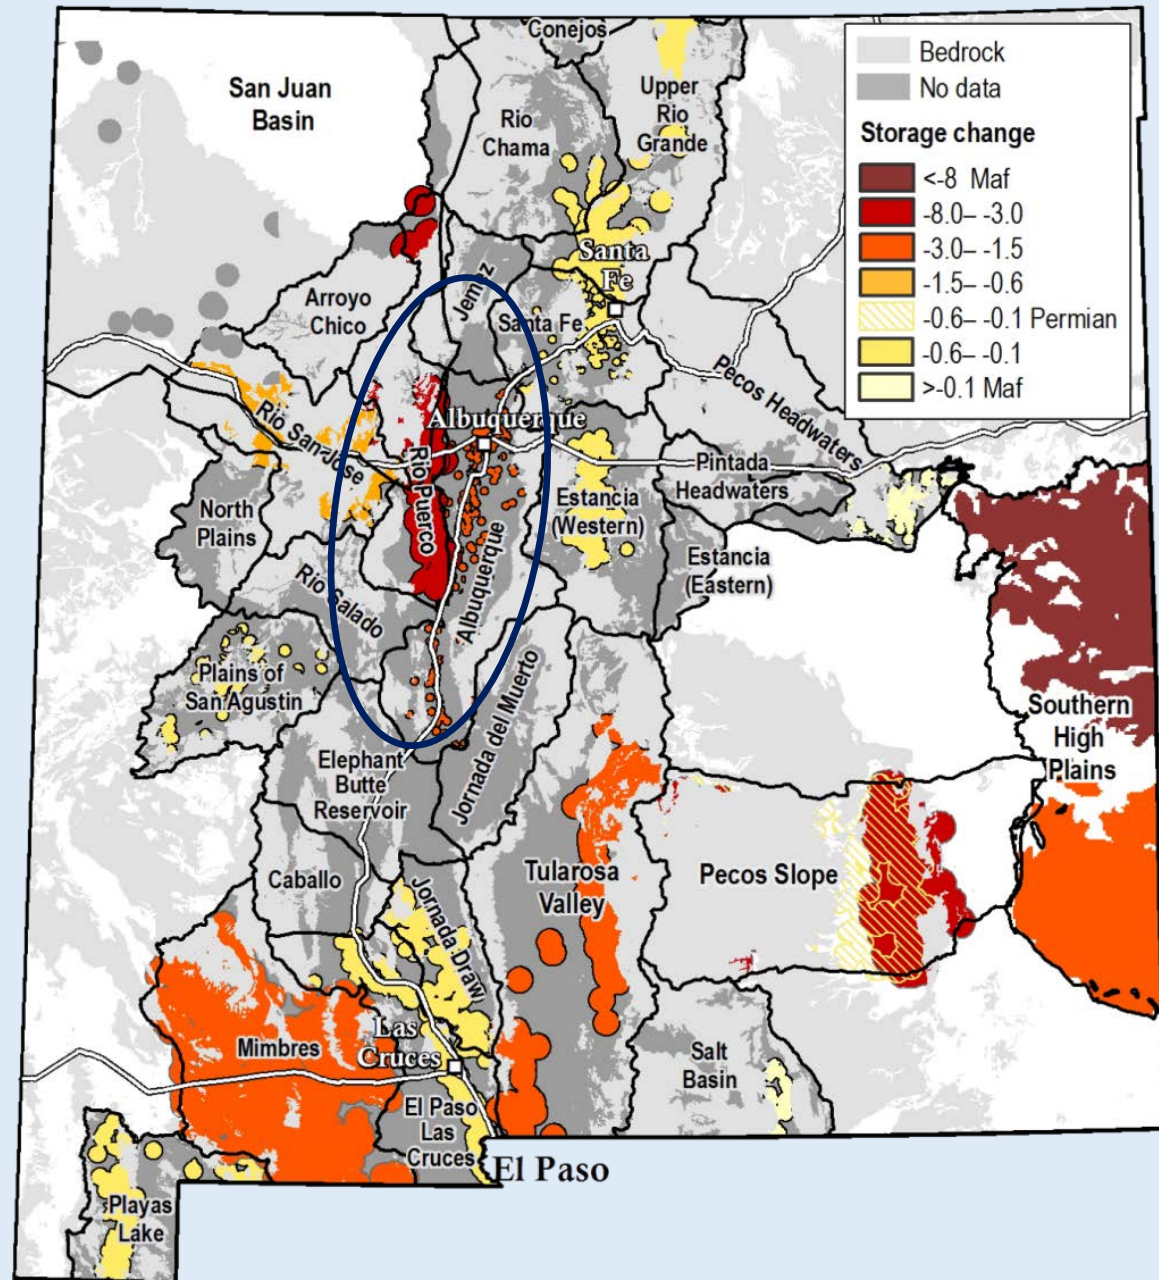 Conejos
San Juan
Basin
Rio
Chama
Upper
Rio
Grande
Bedrock
No data
Storage change
<-8 Maf
-8.0– -3.0
-3.0– -1.5
-1.5– -0.6
-0.6– -0.1 Permian
-0.6– -0.1
>-0.1 Maf
Santa
Fe
Jemez
Arroyo
Chico
Santa Fe
Pecos Headwaters
Albuquerque
Rio San Jose
Rio Puerco
Pintada
Headwaters
North
Plains
Estancia
(Western)
Estancia
(Eastern)
Albuquerque
Rio Salado
Plains of
San Agustin
Jornada del Muerto
Southern
High
Plains
Elephant
Butte
Reservoir
Caballo
Tularosa
Valley
Pecos Slope
Jornada Draw
Las
Cruces
Mimbres
Salt
Basin
El Paso
Las
Cruces
El Paso
Playas
Lake